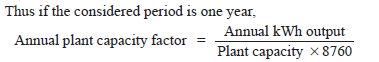 Thus if the considered period is one year,
Annual plant capacity factor = Annual kWh output / Plant capacity × 8760